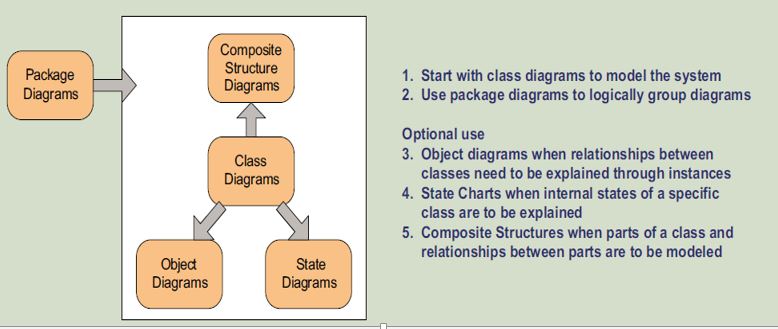 Package
Diagrams
Composite
Structure
Diagrams
Class
Diagrams
Object
Diagrams
State
Diagrams
1. Start with class diagrams to model the system
2. Use package diagrams to logically group diagrams
Optional use
3. Object diagrams when relationships between
classes need to be explained through instances
4. State Charts when internal states of a specific
class are to be explained
5. Composite Structures when parts of a class and
relationships between parts are to be modeled